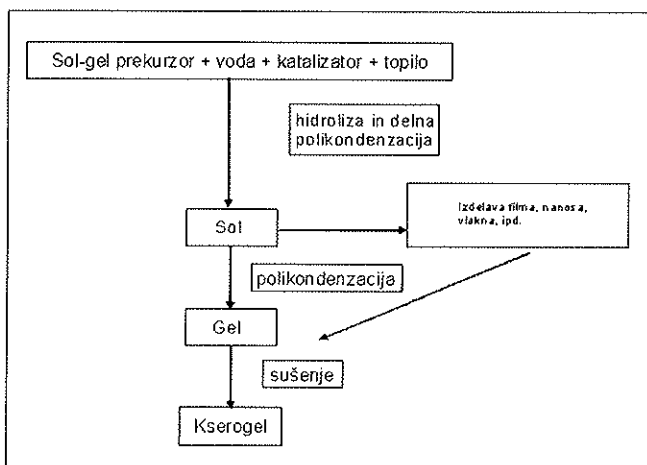 Sol-gel prekurzor + voda + katalizator + topilo
hidroliza in delna
polikondenzacija
Sol
Izdelava filma, nanosa,
vlakna, ipd.
polikondenzacija
Gel
sušenje
Kserogel